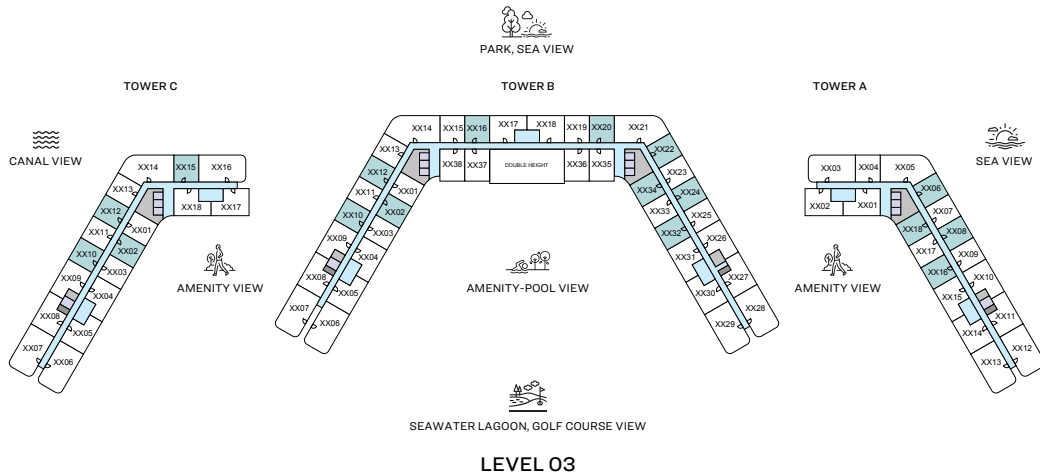 PARK, SEA VIEW
TOWER C
TOWER B
TOWER A
CANAL VIEW
SEA VIEW
XX14
XX15
XX16
XX13
XX12
XX11
XX10
XX09
XX08
XX07
XX18
XX17
XX01
XX02
XX03
XX04
XX05
XX06
AMENITY VIEW
XX14
XX15
XX16
XX17
XX18
XX19
XX20
XX21
XX13
XX12
XX11
XX10
XX09
XX08
XX07
XX38
XX37
DOUBLE HEIGHT
XX36
XX35
XX01
XX02
XX03
XX04
XX05
XX06
XX22
XX23
XX24
XX25
XX26
XX27
XX28
XX34
XX33
XX32
XX31
XX30
XX29
AMENITY-POOL VIEW
XX03
XX04
XX05
XX02
XX01
XX06
XX07
XX08
XX09
XX10
XX11
XX12
XX18
XX17
XX16
XX15
XX14
XX13
AMENITY VIEW
SEAWATER LAGOON, GOLF COURSE VIEW
LEVEL 03